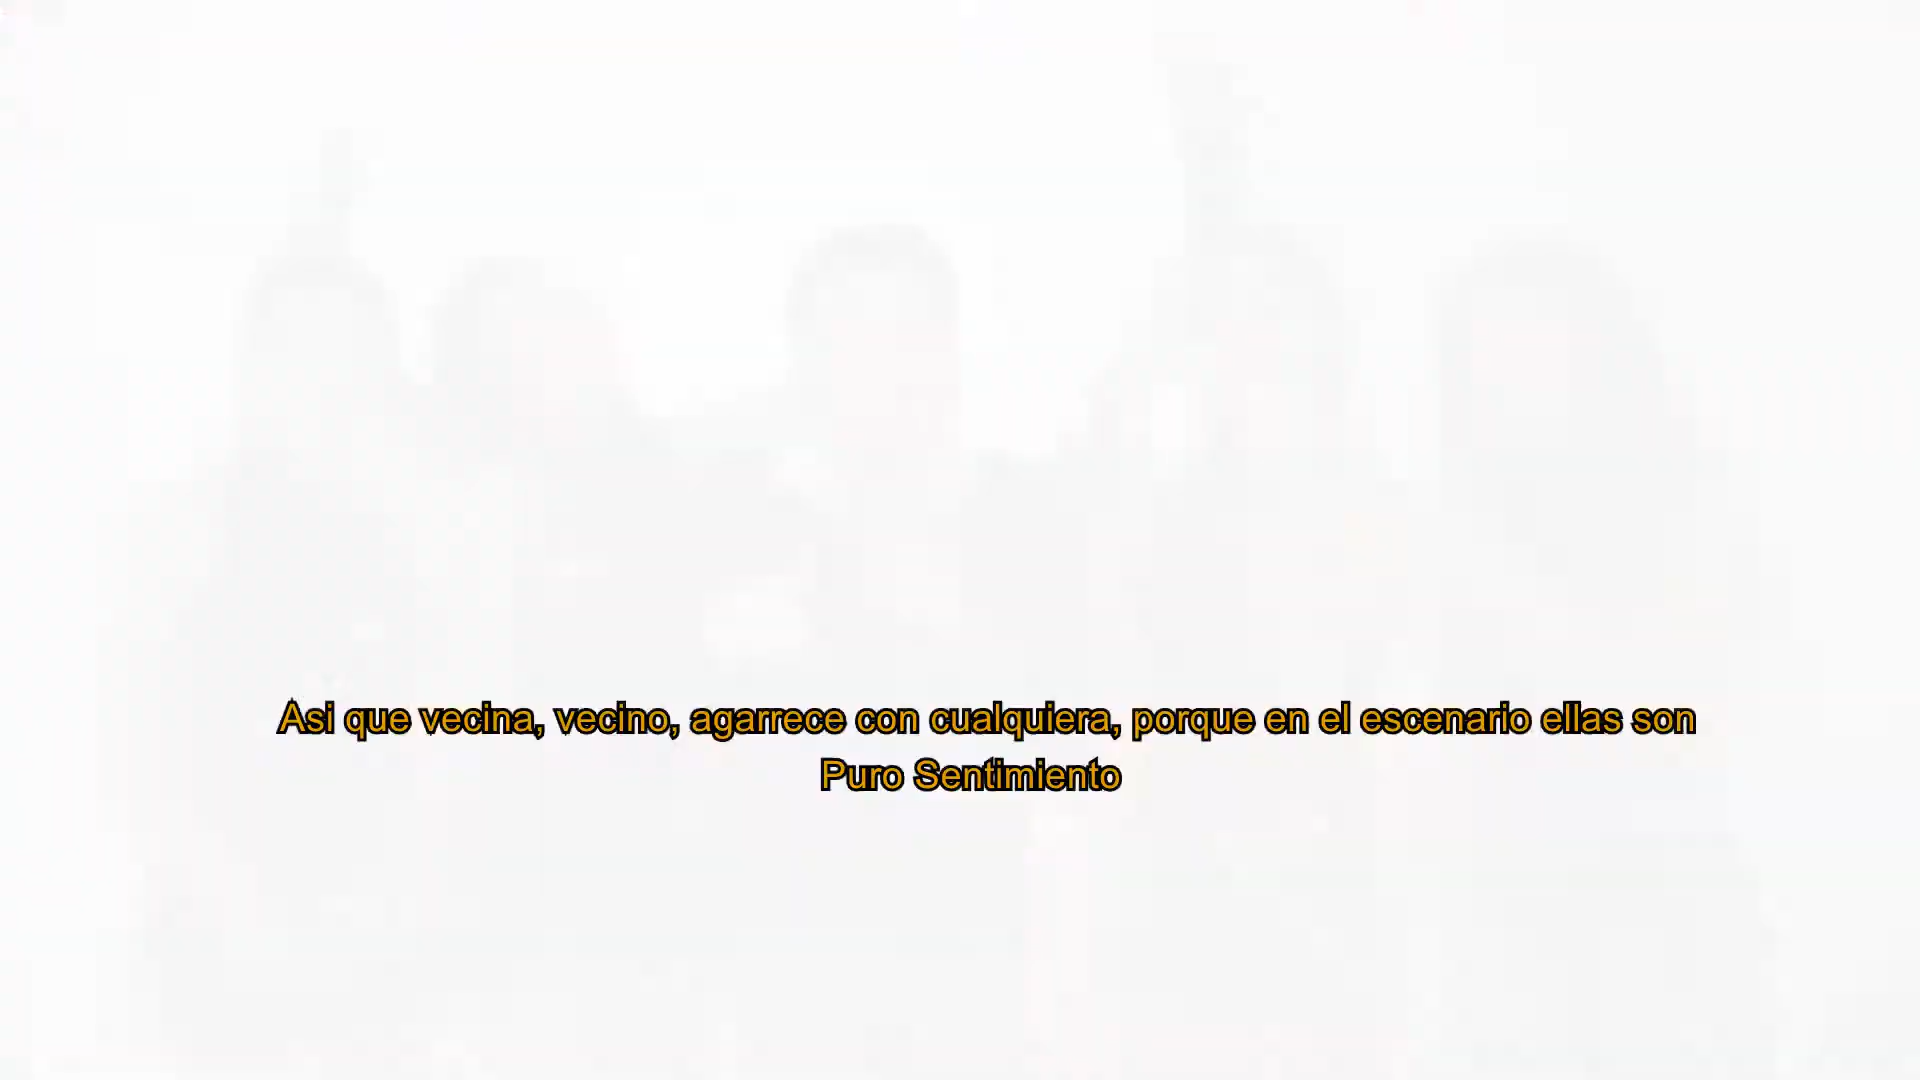 Asi que vecina, vecino, agarrece con cualquiera, porque en el escenario ellas son
Puro Sentimiento